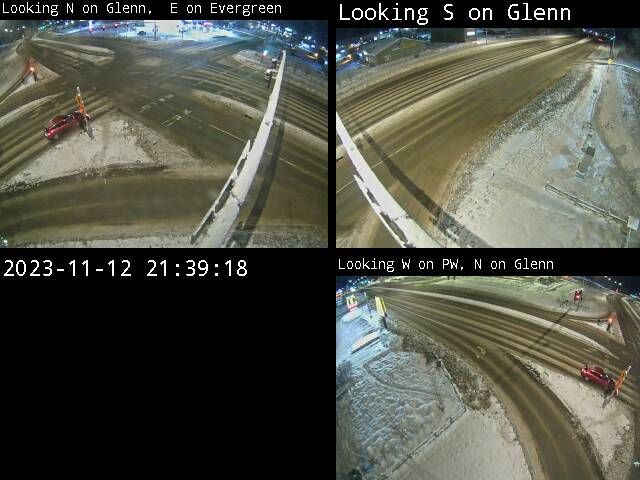 Looking N on Glenn,  E on Evergreen
Looking S on Glenn
2023-11-12 21:39:18
Looking W on PW, N on Glenn